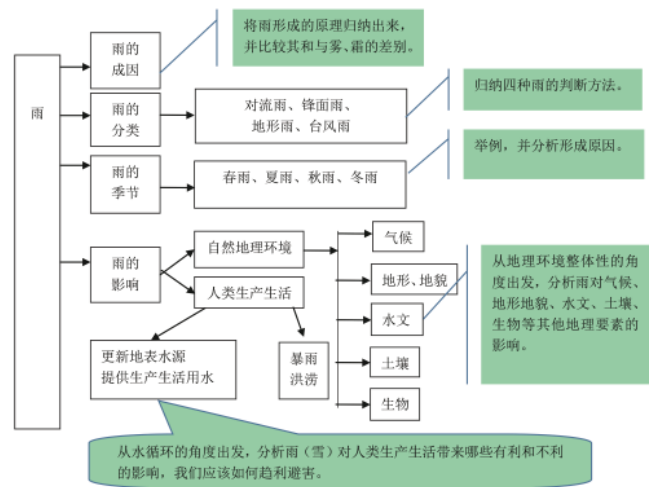 将雨形成的原理归纳出来，
并比较其和与雾、霜的差别。
雨
雨的
成因
雨的
分类
对流雨、锋面雨、
地形雨、台风雨
归纳四种雨的判断方法。
雨的
季节
春雨、夏雨、秋雨、冬雨
举例，并分析形成原因。
雨的
影响
自然地理环境
人类生产生活
气候
地形、地貌
水文
土壤
生物
从地理环境整体性的角
度出发，分析雨对气候、
地形地貌、水文、土壤、
生物等其他地理要素的
影响。
更新地表水源
提供生产生活用水
暴雨
洪涝
从水循环的角度出发，分析雨（雪）对人类生产生活带来哪些有利和不利
的影响，我们应该如何趋利避害。